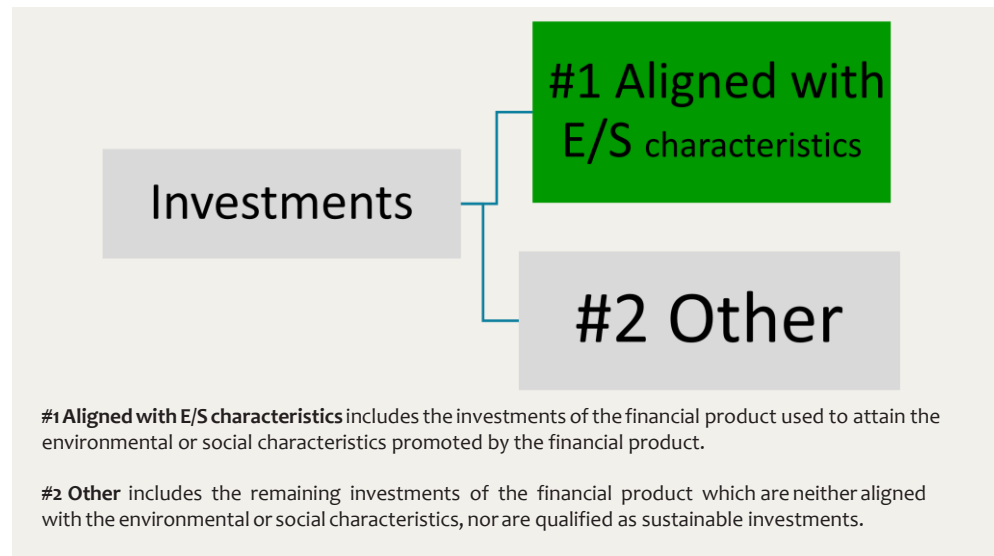 #1 Aligned with
E/S characteristics
Investments
#2 Other
#1 Aligned with E/S characteristics includes the investments of the financial product used to attain the
environmental or social characteristics promoted by the financial product.
#2 Other includes the remaining investments of the financial product which are neither aligned
with the environmental or social characteristics, nor are qualified as sustainable investments.